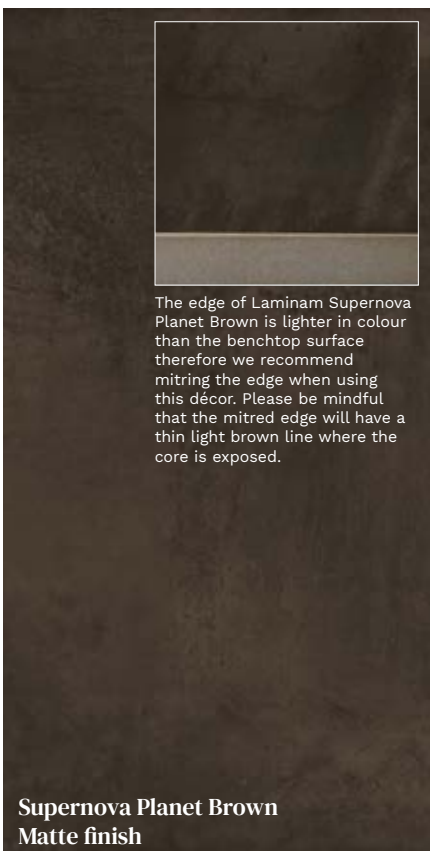 The edge of Laminam Supernova
Planet Brown is lighter in colour
than the benchtop surface
therefore we recommend
mitring the edge when using
this décor. Please be mindful
that the mitred edge will have a
thin light brown line where the
core is exposed.
Supernova Planet Brown
Matte finish